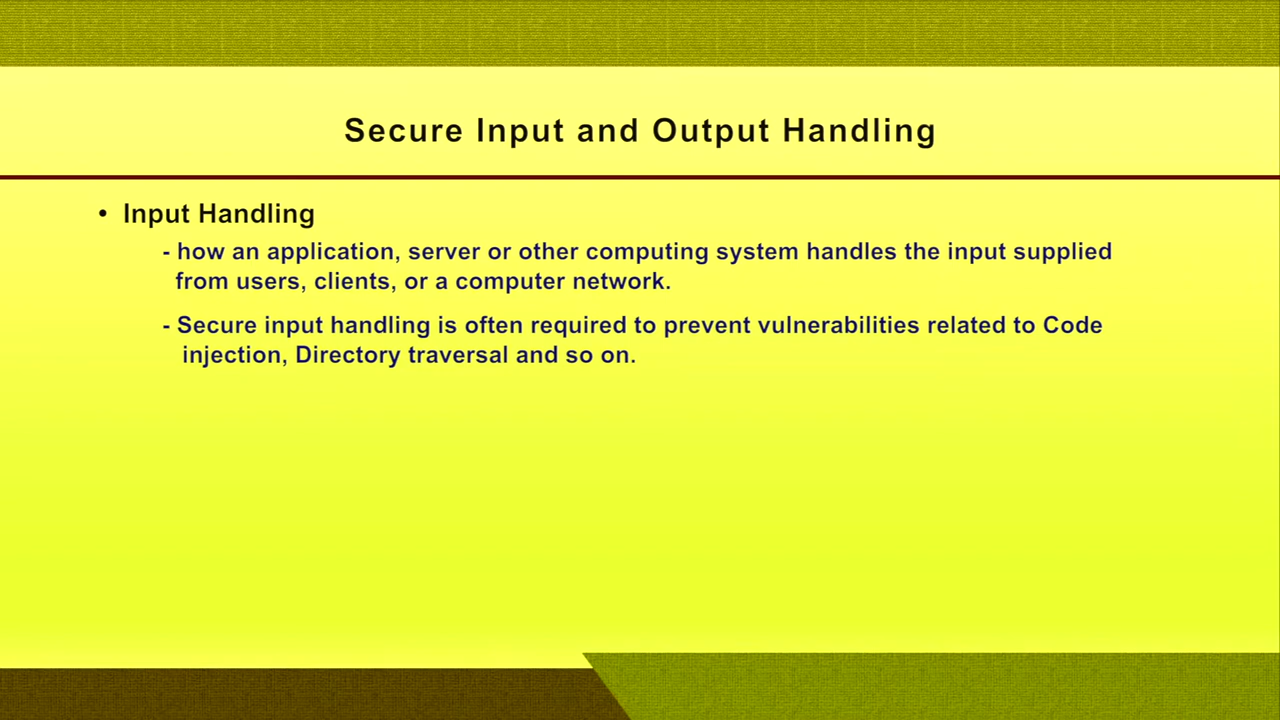 Secure Input and Output Handling
• Input Handling
- how an application, server or other computing system handles the input supplied
from users, clients, or a computer network.
- Secure input handling is often required to prevent vulnerabilities related to Code
injection, Directory traversal and so on.